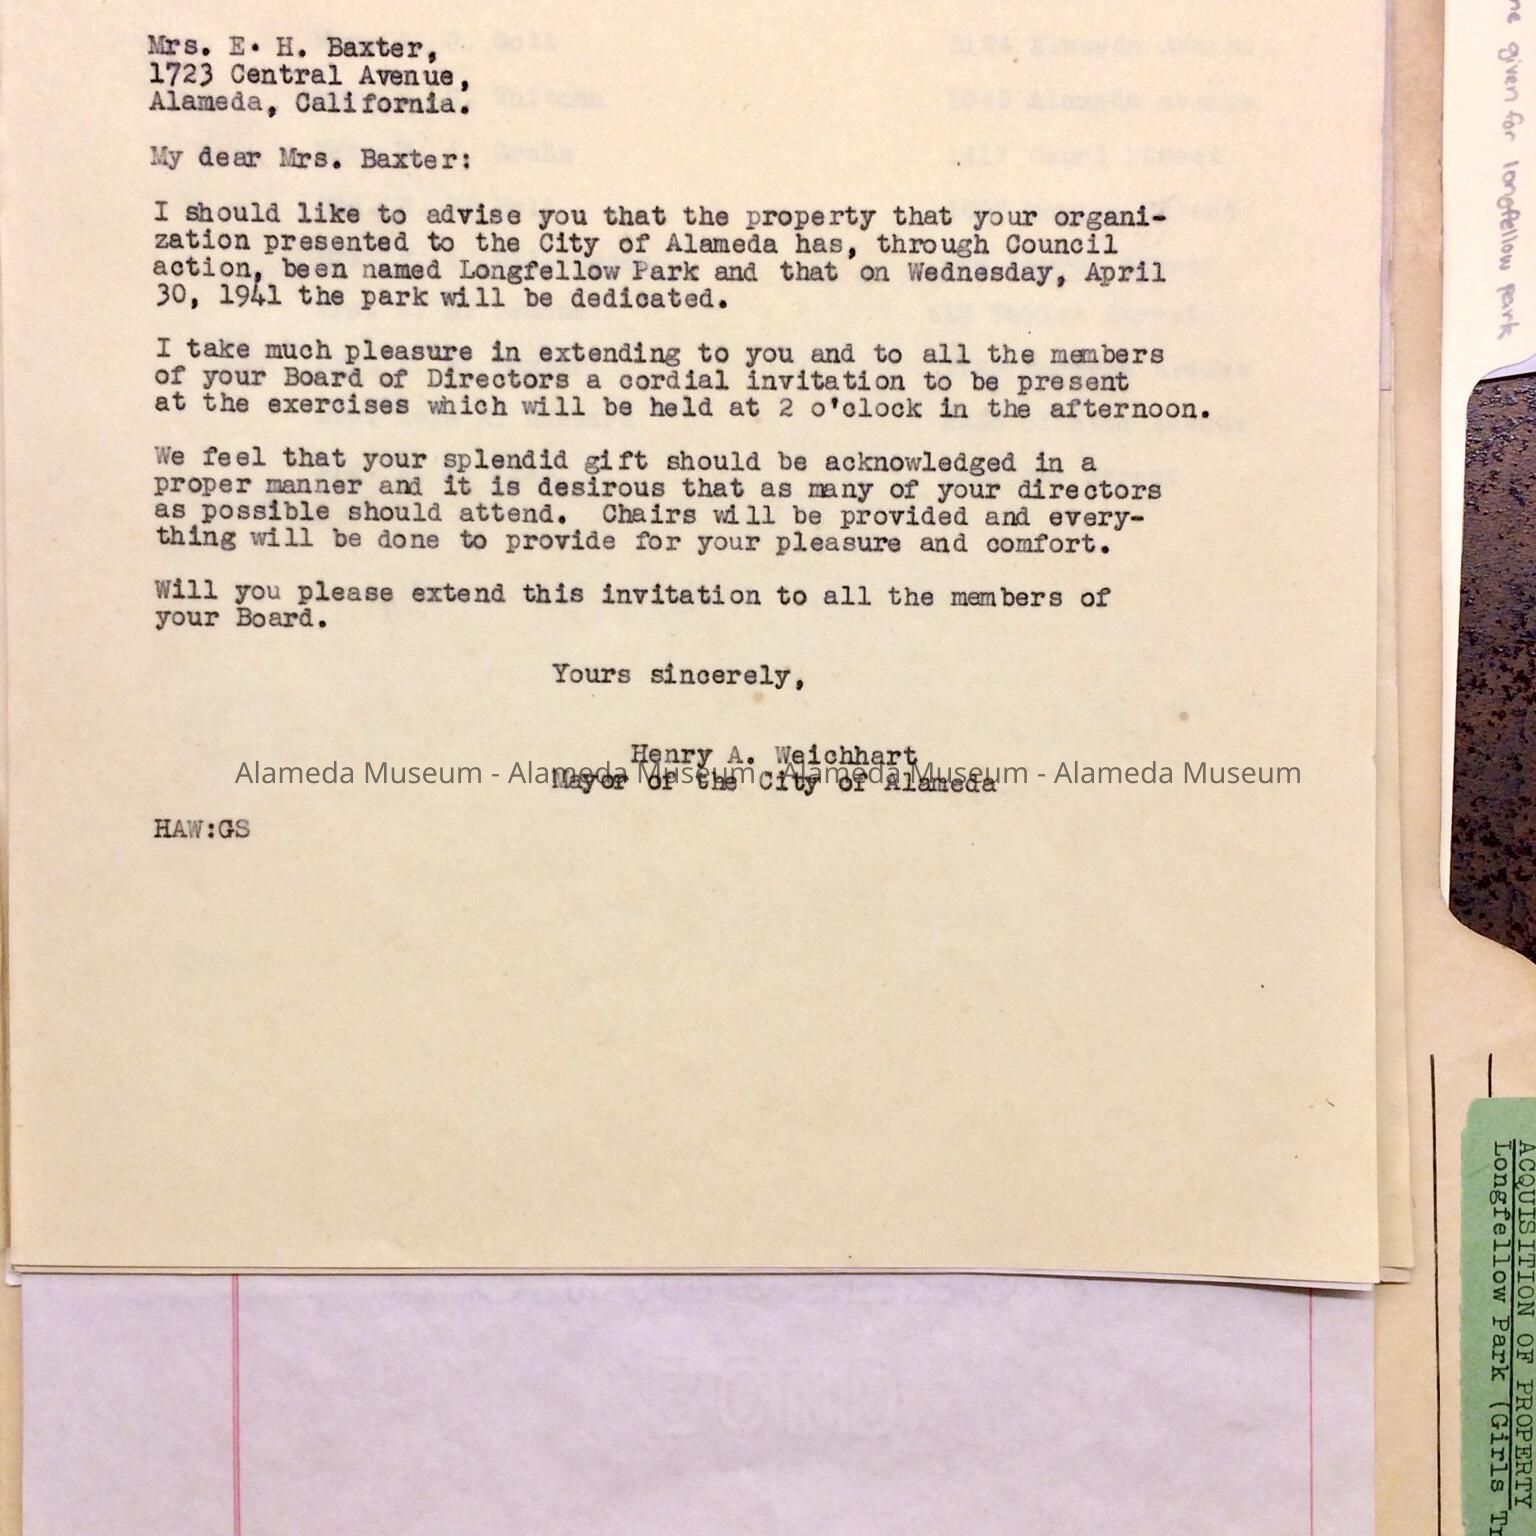 Mrs. E. H. Baxter,
1723 Central Avenue,
Alameda, California.
My dear Mrs. Baxter:
I should like to advise you that the property that your organi-
zation presented to the City of Alameda has, through Council
action, been named Longfellow Park and that on Wednesday, April
30, 1941 the park will be dedicated.
I take much pleasure in extending to you and to all the members
of your Board of Directors a cordial invitation to be present
at the exercises which will be held at 2 o'clock in the afternoon.
We feel that your splendid gift should be acknowledged in a
proper manner and it is desirous that as many of your directors
as possible should attend.  Chairs will be provided and every-
thing will be done to provide for your pleasure and comfort.
Will you please extend this invitation to all the members of
your Board.
Yours sincerely,
Henry A. Weichhart
Mayor of the City of Alameda
Alameda Museum - Alameda Museum - Alameda Museum - Alameda Museum
HAW:GS
given for longfellow park
ACQUISITION OF PROPERTY
Longfellow Park (Girls